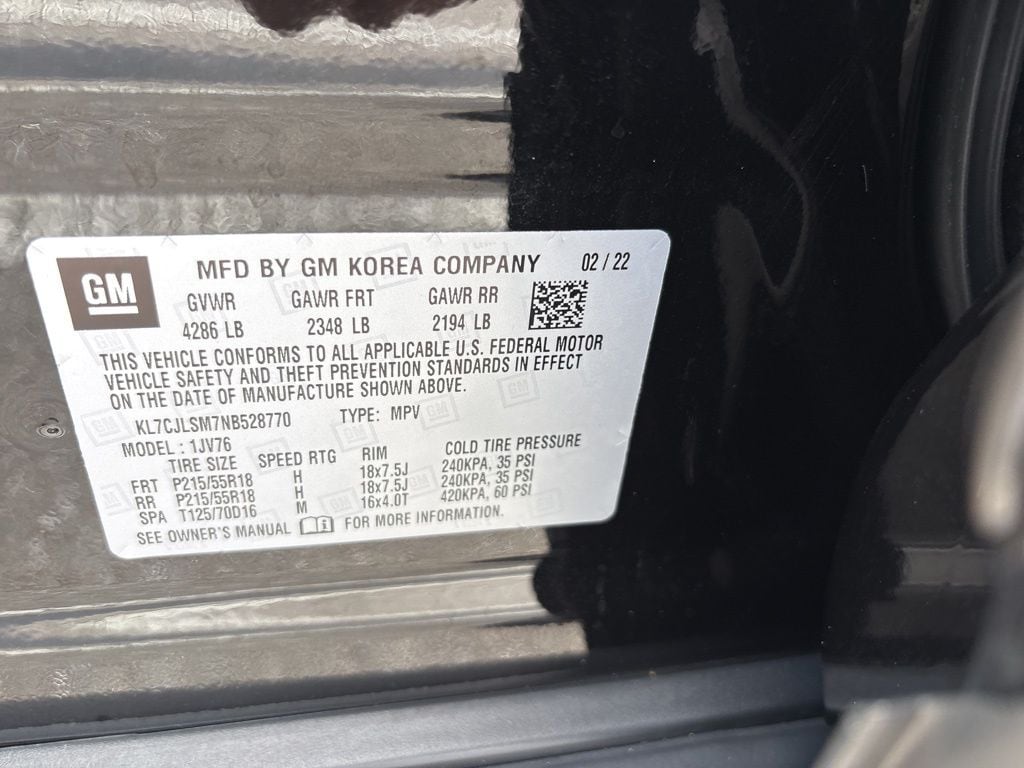 GM MFD BY GM KOREA COMPANY 02 / 22
GVWR GAWR FRT GAWR RR
4286 LB 2348 LB 2194 LB
THIS VEHICLE CONFORMS TO ALL APPLICABLE U.S. FEDERAL MOTOR
VEHICLE SAFETY AND THEFT PREVENTION STANDARDS IN EFFECT
ON THE DATE OF MANUFACTURE SHOWN ABOVE.
KL7CJLSM7NB528770 TYPE: MPV
MODEL : 1JV76
TIRE SIZE SPEED RTG RIM COLD TIRE PRESSURE
FRT P215/55R18 H 18x7.5J 240KPA, 35 PSI
RR P215/55R18 H 18x7.5J 240KPA, 35 PSI
SPA T125/70D16 M 16x4.0T 420KPA, 60 PSI
SEE OWNER'S MANUAL FOR MORE INFORMATION.